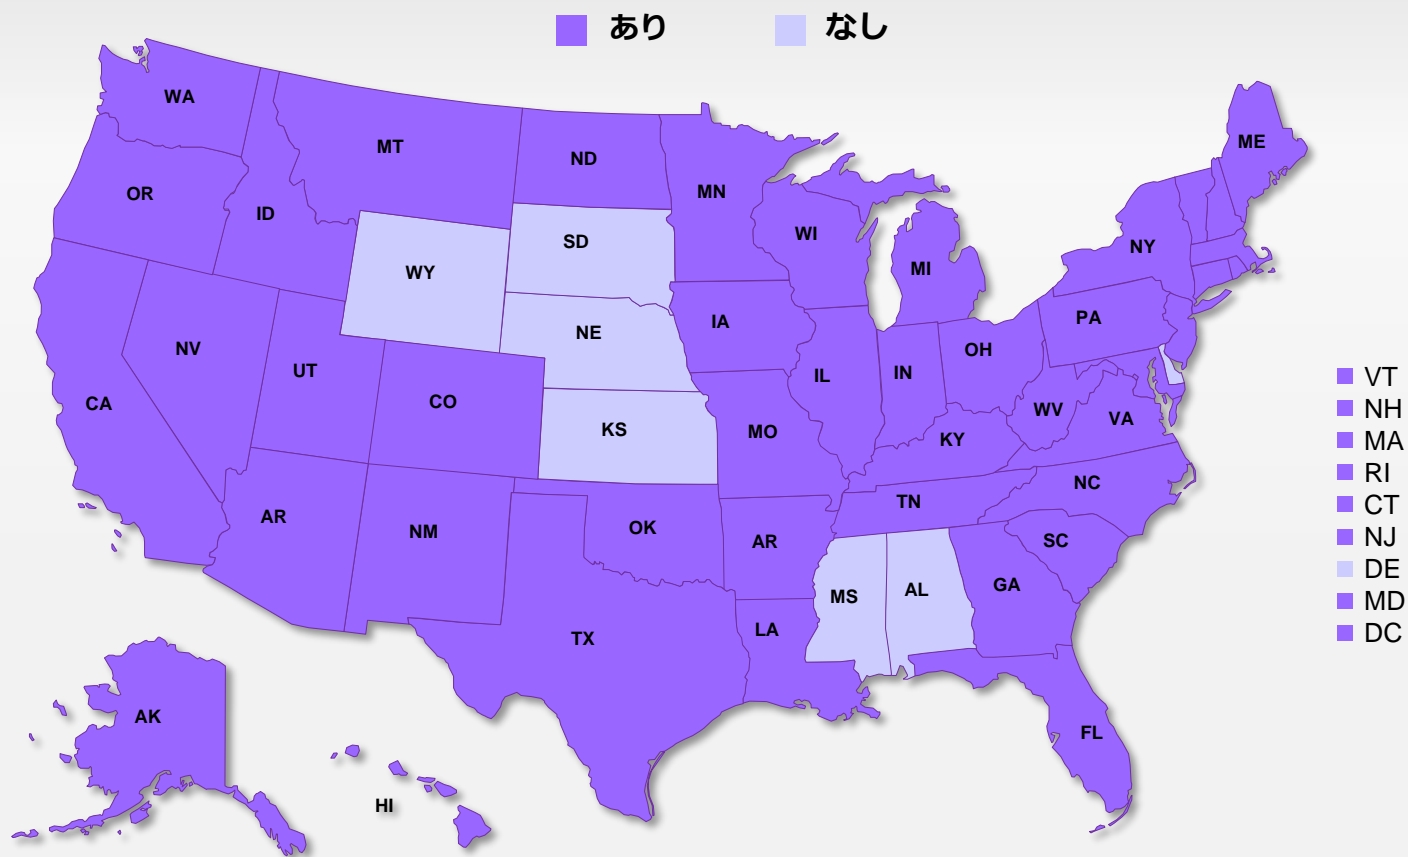 あり なし
WA
MT
ND
MN
ME
OR
ID
SD
WI
NY
WY
MI
NE
IA
PA
NV
OH
UT
IL
IN
CA
CO
WV
VA
KS
MO
KY
NC
TN
AR
NM
OK
AR
SC
MS
AL
GA
LA
TX
AK
FL
HI
VT
NH
MA
RI
CT
NJ
DE
MD
DC